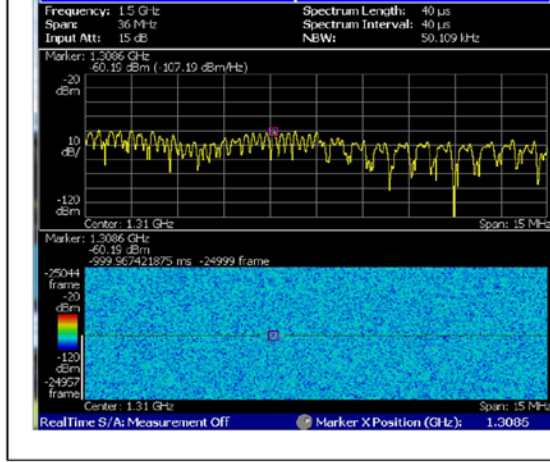 Frequency: 1.5 GHz Spectrum Length: 40 μs
Span: 36 MHz Spectrum Interval: 40 μs
Input Att: 15 dB NBW: 50.109 kHz
Marker: 1.3086 GHz
-60.19 dBm (-107.19 dBm/Hz)
-20
dBm
10
dB/
-120
dBm
Center: 1.31 GHz Span: 15 MHz
Marker: 1.3086 GHz
-60.19 dBm
-999.967421875 ms -24999 frame
-25044
frame
-20
dBm
-120
dBm
-24957
frame
Center: 1.31 GHz Span: 15 MHz
RealTime S/A: Measurement Off Marker X Position (GHz): 1.3086